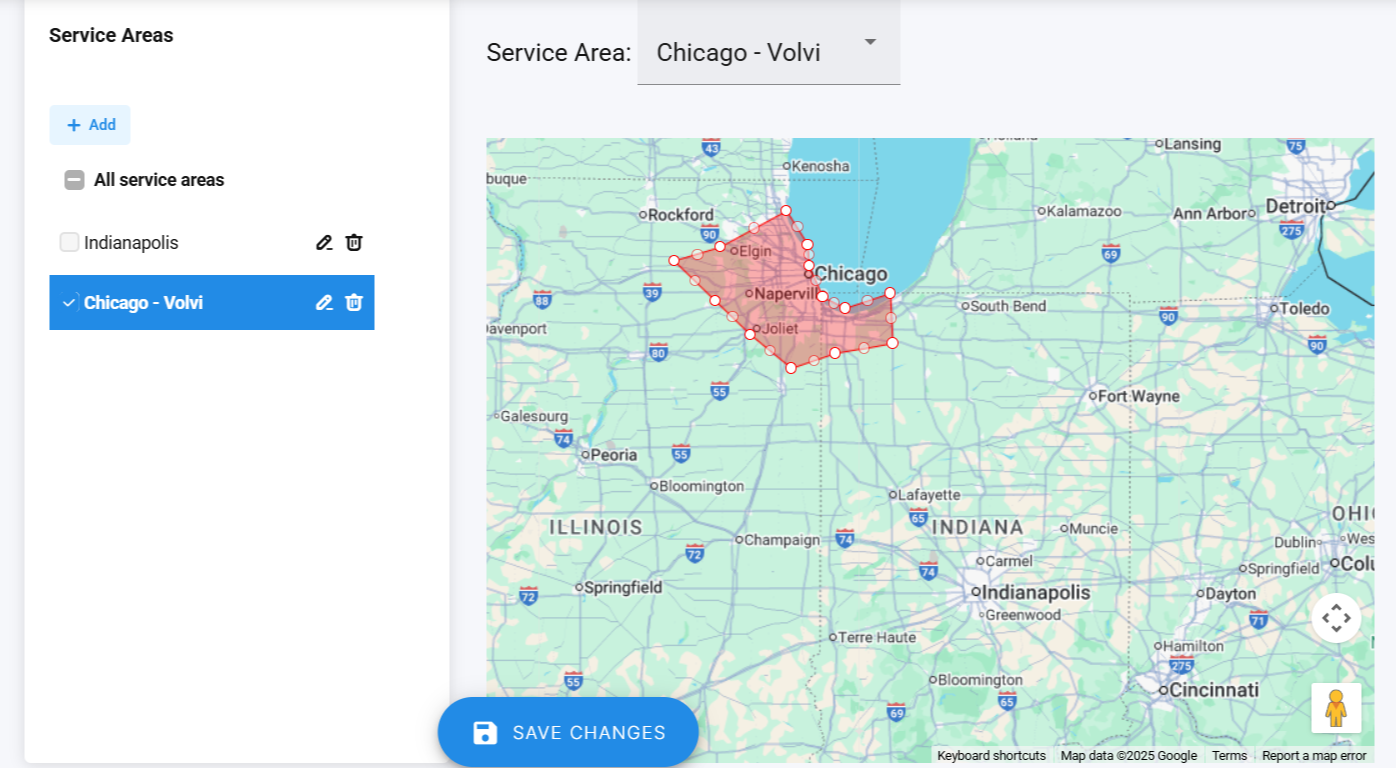 Service Areas
Service Area:
Chicago - Volvi
Add
All service areas
Indianapolis
Chicago - Volvi
Lansing
75
43
Kenosha
buque
Rockford
Kalamazoo
Ann Arbor
Detroit
90
Elgin
275
69
Chicago
39
Napervill
88
South Bend
Toledo
90
avenport
Joliet
80
90
55
Fort Wayne
Galesburg
74
Peoria
55
Bloomington
Lafayette
65
ILLINOIS
INDIANA
Muncie
OHIO
Champaign
74
Dublin
Wes
72
Carmel
74
Springfield
Colu
Springfield
72
Indianapolis
Dayton
Greenwood
71
Terre Haute
Hamilton
275
55
Bloomington
Cincinnati
65
69
SAVE CHANGES
Keyboard shortcuts
Map data ©2025 Google
Terms
Report a map error